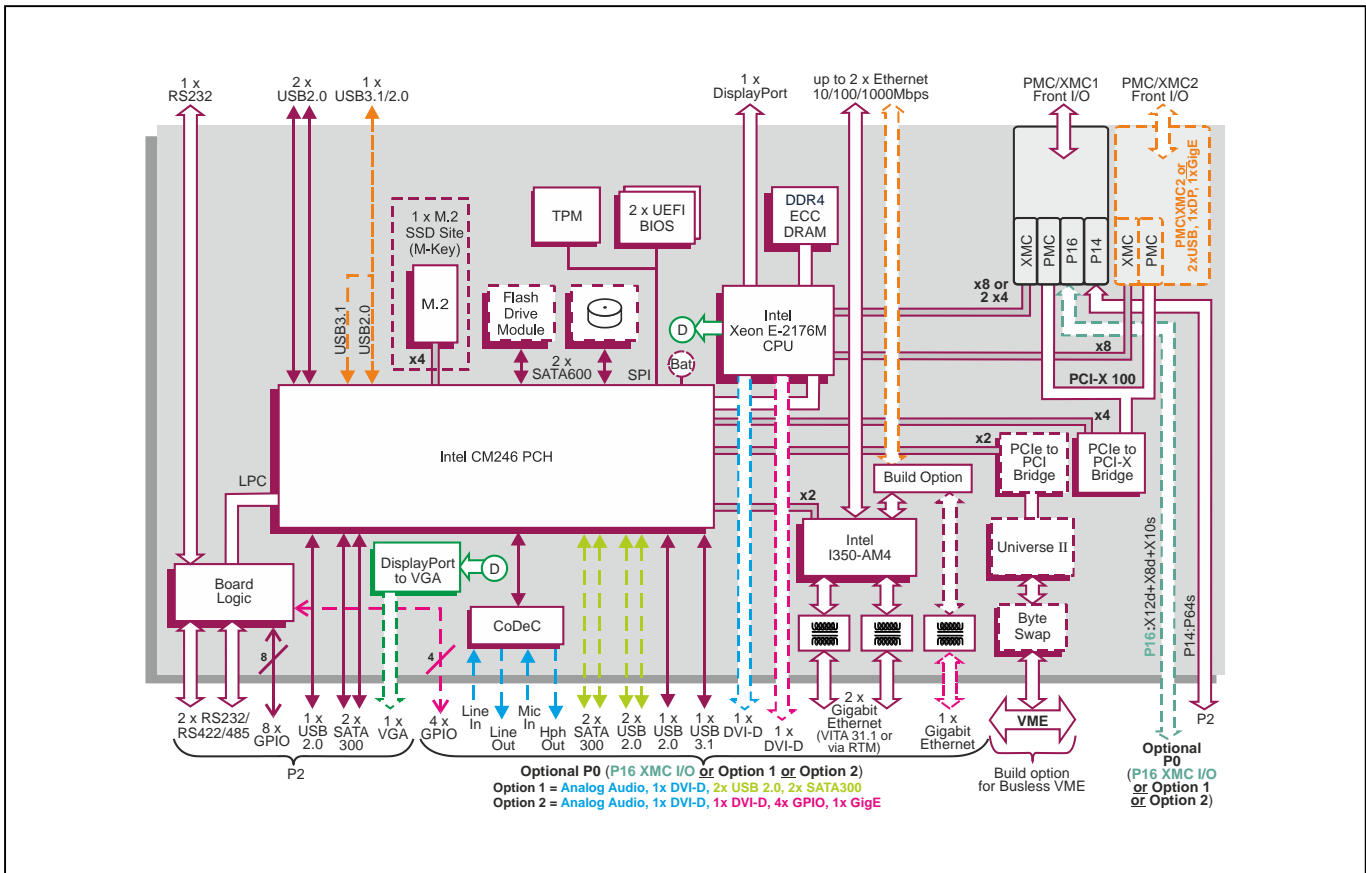 1 x
RS232
2 x
USB2.0
1 x
USB3.1/2.0
1 x
DisplayPort
up to 2 x Ethernet
10/100/1000Mbps
PMC/XMC1
Front I/O
PMC/XMC2
Front I/O
1 x M.2
SSD Site
(M-Key)
M.2
x4
USB3.1
USB2.0
TPM
2 x UEFI
BIOS
DDR4
ECC
DRAM
Flash
Drive
Module
2 x
SATA600
SPI
Bat
D
Intel
Xeon E-2176M
CPU
XMC
PMC
P16
P14
XMC
PMC
PMC\XMC2 or
2xUSB, 1xDP, 1xGigE
x8 or
2 x4
x8
PCI-X 100
x4
x2
PCIe to
PCI
Bridge
PCIe to
PCI-X
Bridge
Intel CM246 PCH
LPC
x2
Build Option
Intel
I350-AM4
Universe II
Byte
Swap
Board
Logic
DisplayPort
to VGA
D
CoDeC
8
4
P16:X12d+X8d+X10s
P14:P64s
2 x RS232/
RS422/485
8 x
GPIO
1 x
USB
2.0
2 x
SATA
300
1 x
VGA
4 x
GPIO
Line
In
Line
Out
Mic
In
Hph
Out
2 x
SATA
300
2 x
USB
2.0
1 x
USB
2.0
1 x
USB
3.1
1 x
DVI-D
1 x
DVI-D
2 x
Gigabit
Ethernet
(VITA 31.1 or
via RTM)
1 x
Gigabit
Ethernet
VME
Build option
for Busless VME
P2
Optional
P0
(P16 XMC I/O
or Option 1
or Option 2)
P2
Optional P0 (P16 XMC I/O or Option 1 or Option 2)
Option 1 = Analog Audio, 1x DVI-D, 2x USB 2.0, 2x SATA300
Option 2 = Analog Audio, 1x DVI-D, 1x DVI-D, 4x GPIO, 1x GigE